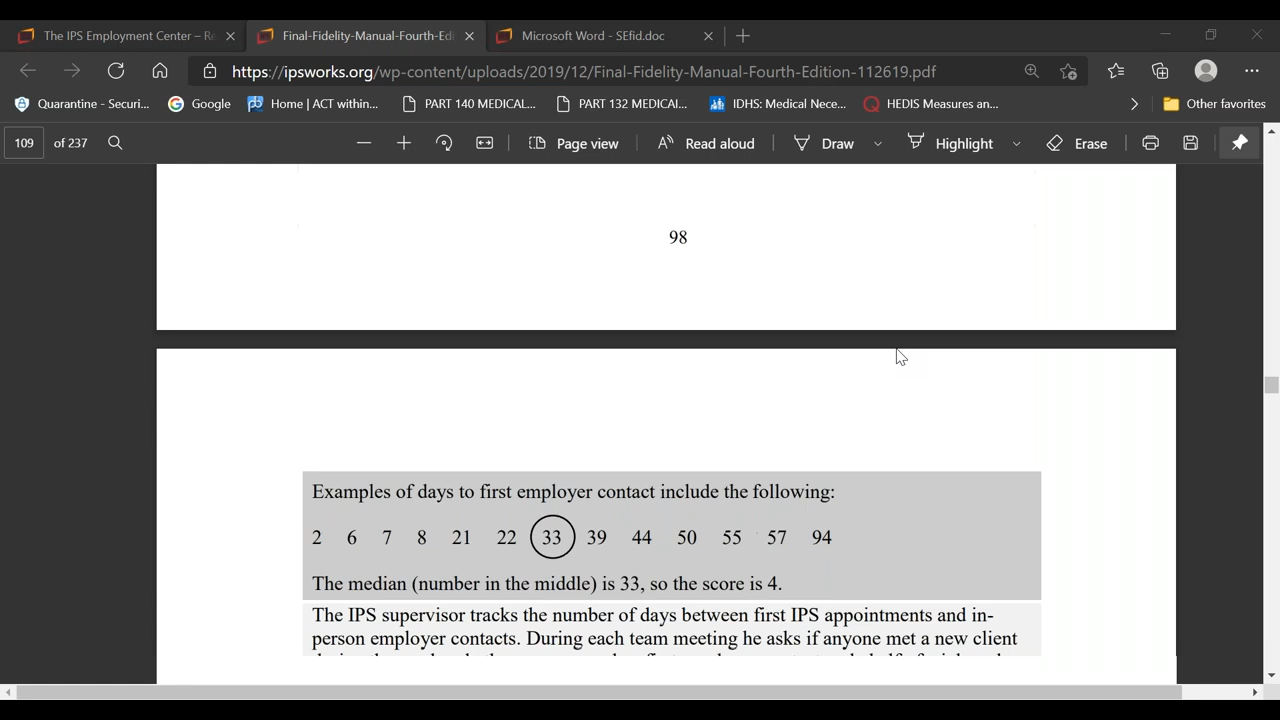 The IPS Employment Center – Re
Final-Fidelity-Manual-Fourth-Edi
Microsoft Word - SEfid.doc
https://ipsworks.org/wp-content/uploads/2019/12/Final-Fidelity-Manual-Fourth-Edition-112619.pdf
Quarantine - Securi... Google Home | ACT within... PART 140 MEDICAL... PART 132 MEDICAI... IDHS: Medical Nece... HEDIS Measures an... Other favorites
109 of 237 Page view Read aloud Draw Highlight Erase
98
Examples of days to first employer contact include the following:
2 6 7 8 21 22 33 39 44 50 55 57 94
The median (number in the middle) is 33, so the score is 4.
The IPS supervisor tracks the number of days between first IPS appointments and in-
person employer contacts. During each team meeting he asks if anyone met a new client